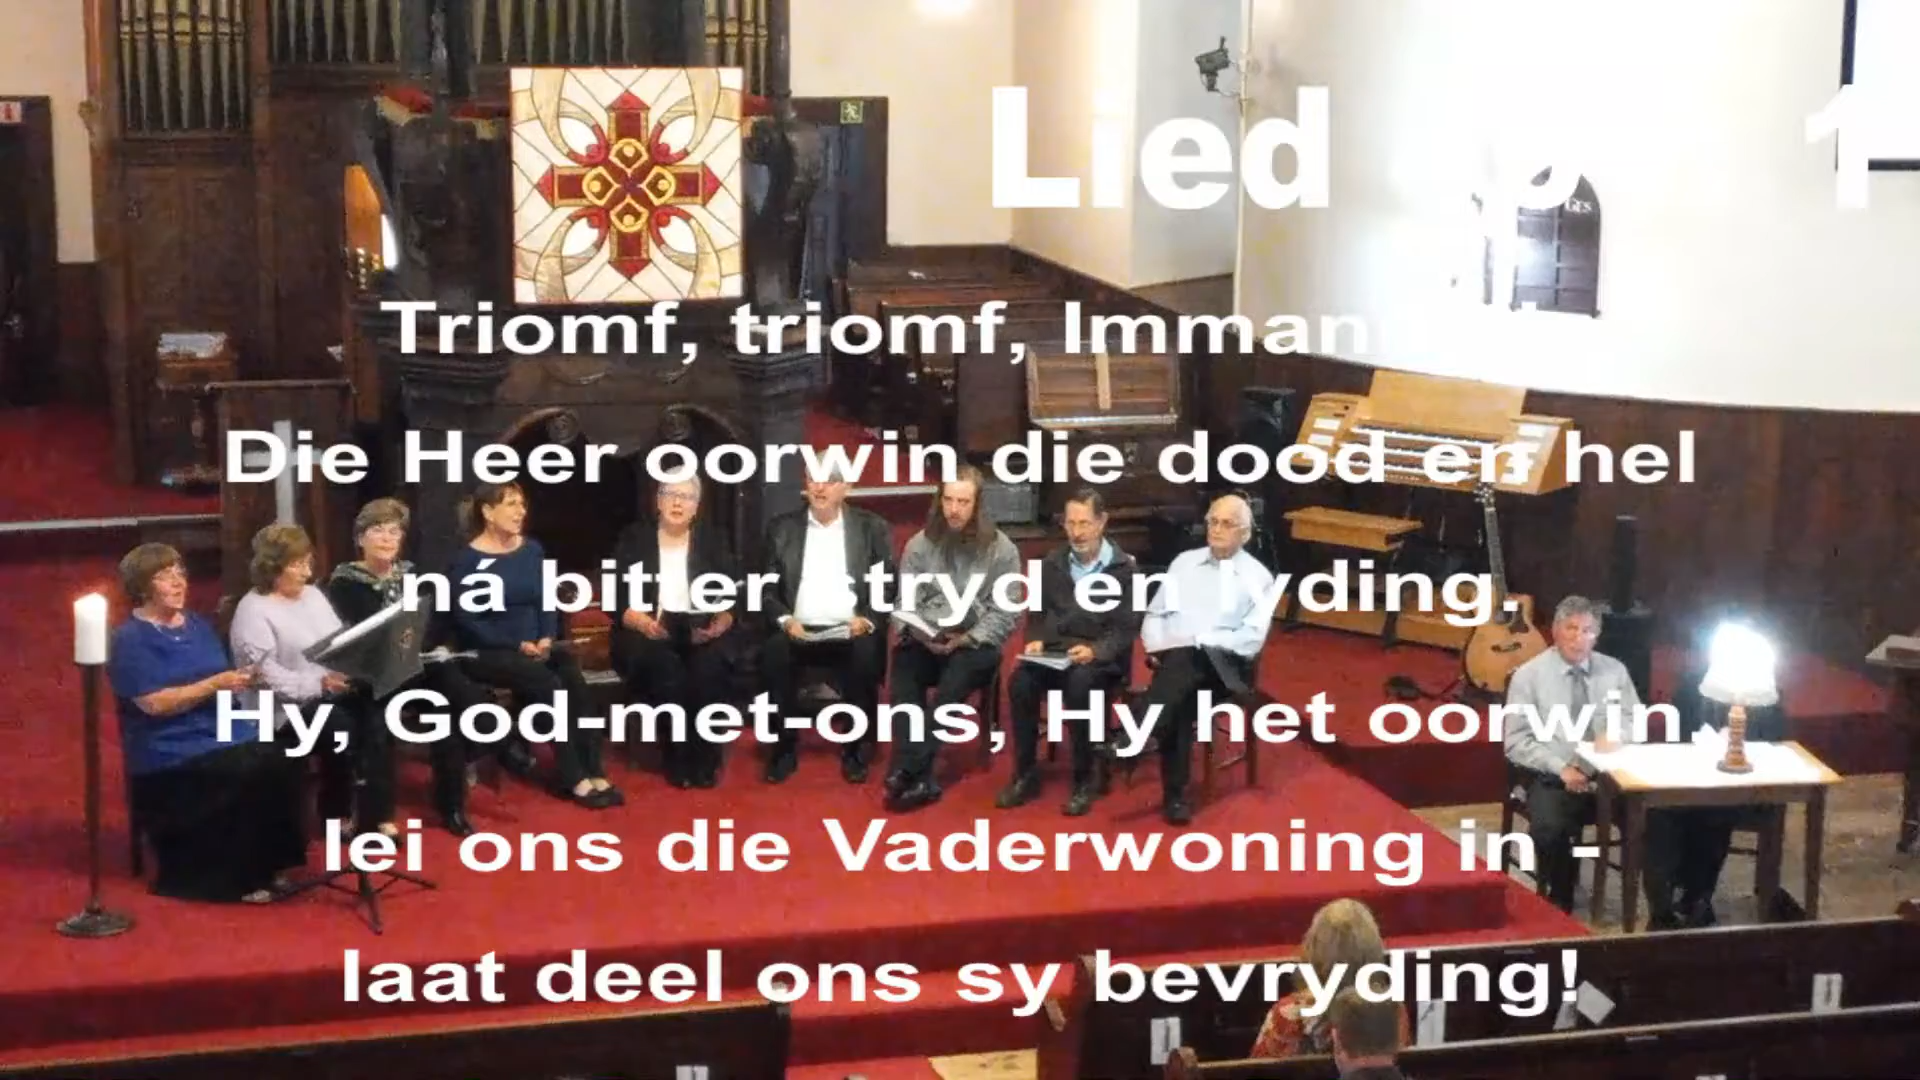 Lied
Triomf, triomf,
Die Heer oorwin die dood en hel
ná bitter stryd en lyding.
Hy, God-met-ons, Hy het oorwin,
lei ons die Vaderwoning in -
laat deel ons sy bevryding!